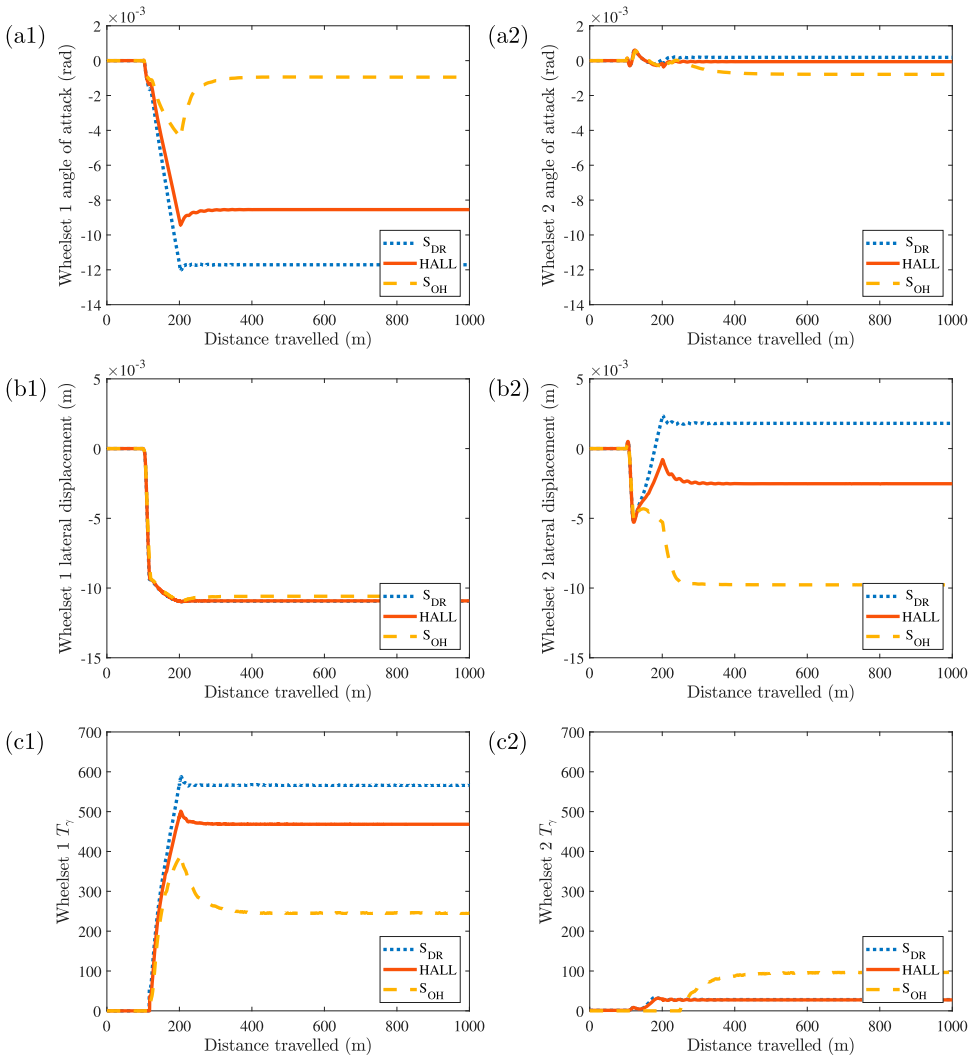 (a1)
×10⁻³
2
0
-2
-4
-6
-8
-10
-12
-14
Wheelset 1 angle of attack (rad)
0 200 400 600 800 1000
Distance travelled (m)
S_DR
HALL
S_OH
(a2)
×10⁻³
2
0
-2
-4
-6
-8
-10
-12
-14
Wheelset 2 angle of attack (rad)
0 200 400 600 800 1000
Distance travelled (m)
S_DR
HALL
S_OH
(b1)
×10⁻³
5
0
-5
-10
-15
Wheelset 1 lateral displacement (m)
0 200 400 600 800 1000
Distance travelled (m)
S_DR
HALL
S_OH
(b2)
×10⁻³
5
0
-5
-10
-15
Wheelset 2 lateral displacement (m)
0 200 400 600 800 1000
Distance travelled (m)
S_DR
HALL
S_OH
(c1)
700
600
500
400
300
200
100
0
Wheelset 1 T_γ
0 200 400 600 800 1000
Distance travelled (m)
S_DR
HALL
S_OH
(c2)
700
600
500
400
300
200
100
0
Wheelset 2 T_γ
0 200 400 600 800 1000
Distance travelled (m)
S_DR
HALL
S_OH